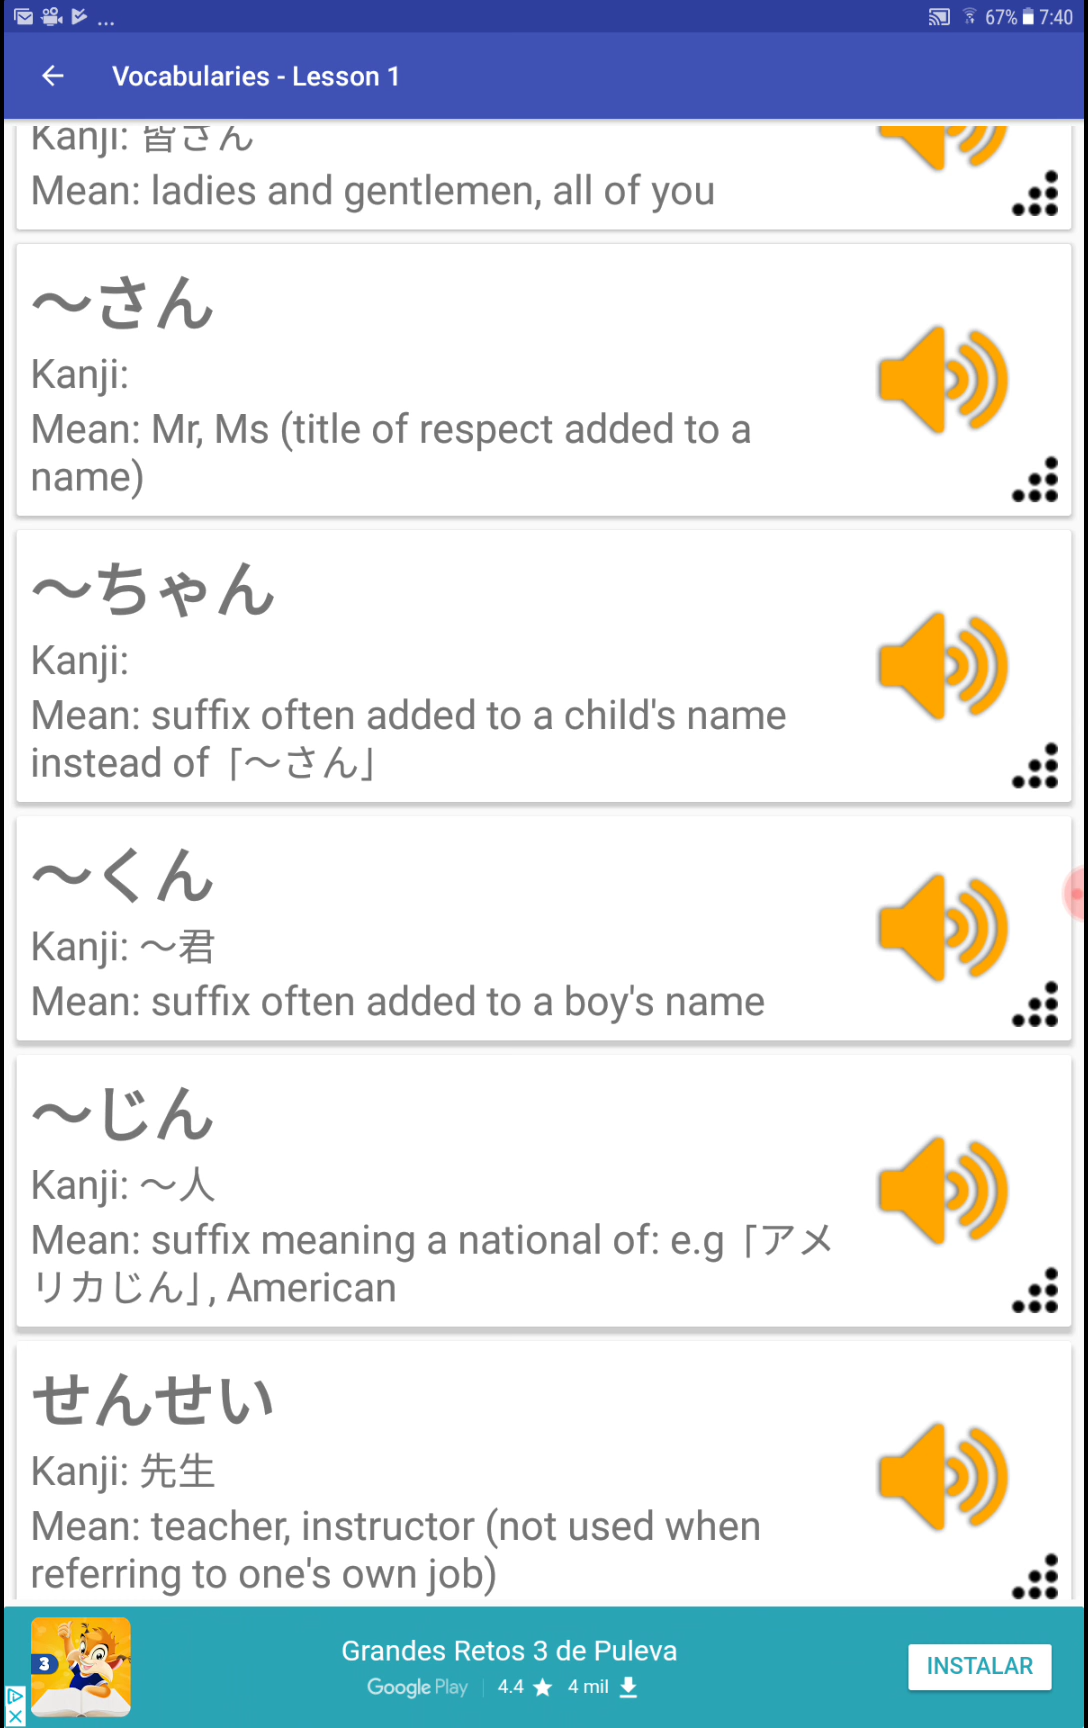 ...
67% 7:40
Vocabularies - Lesson 1
Kanji: 皆さん
Mean: ladies and gentlemen, all of you
～さん
Kanji:
Mean: Mr, Ms (title of respect added to a
name)
～ちゃん
Kanji:
Mean: suffix often added to a child's name
instead of「～さん」
～くん
Kanji: ～君
Mean: suffix often added to a boy's name
～じん
Kanji: ～人
Mean: suffix meaning a national of: e.g「アメ
リカじん」, American
せんせい
Kanji: 先生
Mean: teacher, instructor (not used when
referring to one's own job)
3
Grandes Retos 3 de Puleva
Google Play 4.4 ★ 4 mil
INSTALAR